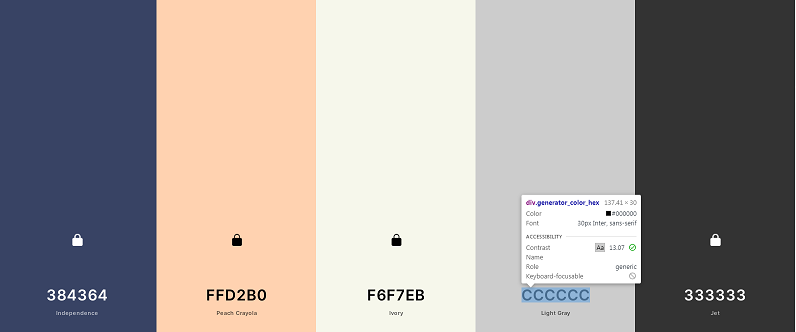 div.generator_color_hex 137.41 × 30
Color #000000
Font 30px Inter, sans-serif
ACCESSIBILITY
Contrast Aa 13.07
Name
Role generic
Keyboard-focusable
384364 FFD2B0 F6F7EB CCCCCC 333333
Independence Peach Crayola Ivory Light Gray Jet